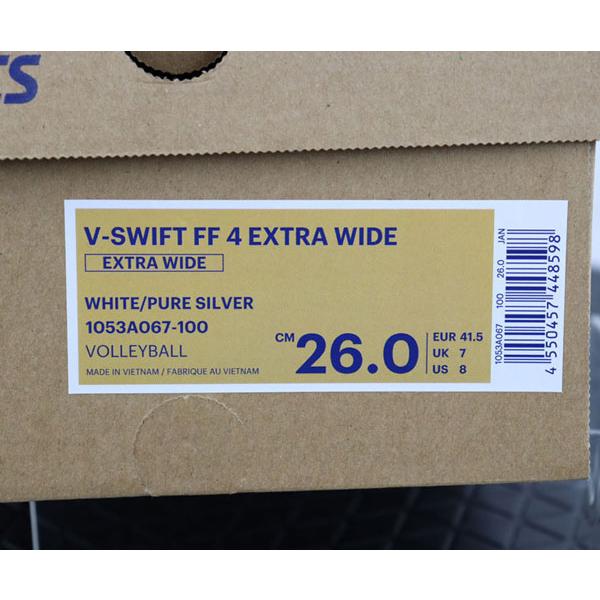 V-SWIFT FF 4 EXTRA WIDE
EXTRA WIDE
WHITE/PURE SILVER
1053A067-100
VOLLEYBALL
MADE IN VIETNAM / FABRIQUE AU VIETNAM
CM 26.0
EUR 41.5
UK 7
US 8
1053A067 100 26.0 JAN
4 550457 448598